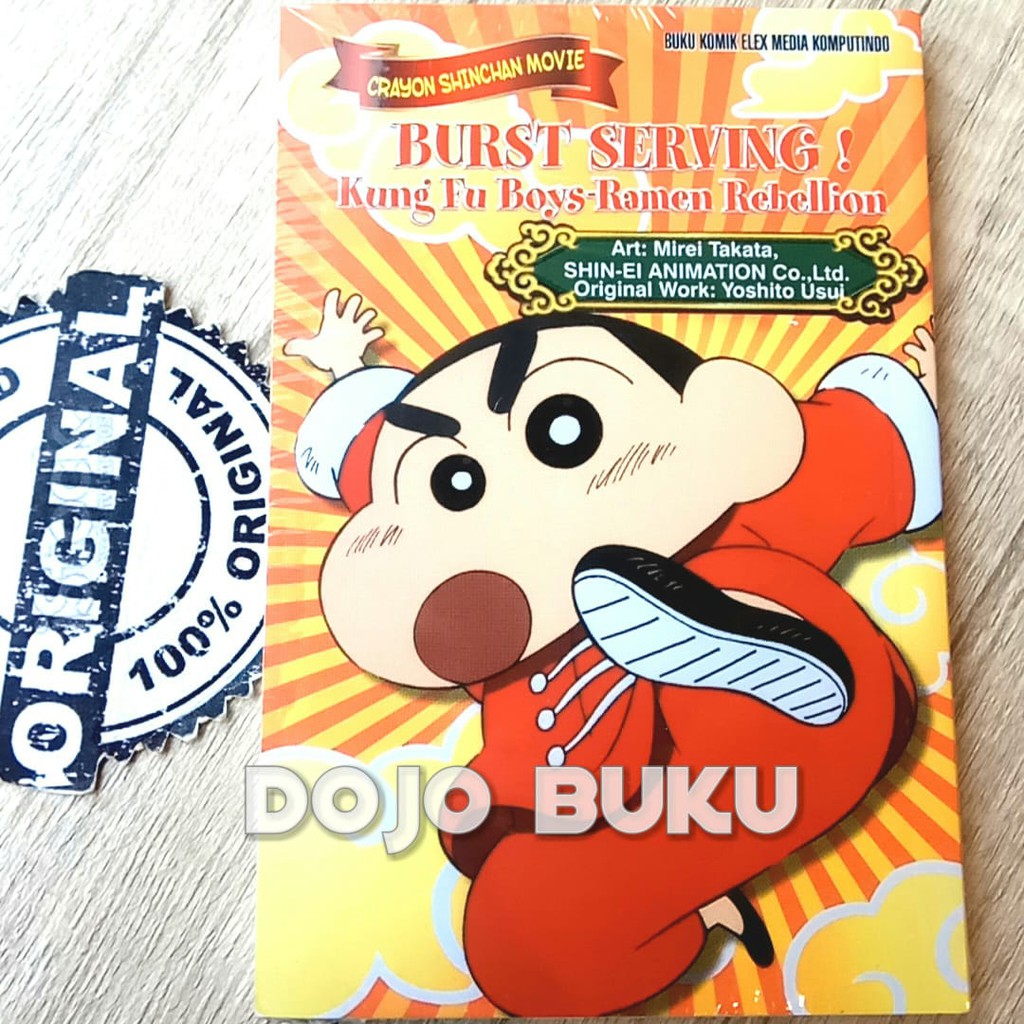 BUKU KOMIK ELEX MEDIA KOMPUTINDO
CRAYON SHINCHAN MOVIE
BURST SERVING !
Kung Fu Boys-Ramen Rebellion
Art: Mirei Takata,
SHIN-EI ANIMATION Co.,Ltd.
Original Work: Yoshito Usui
ORIGINAL
ORIGINAL
100% ORIGINAL
DOJO BUKU